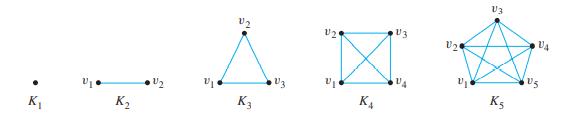 K₁
v₁ v₂
K₂
v₂
v₁ v₃
K₃
v₂ v₃
v₁ v₄
K₄
v₃
v₂ v₄
v₁ v₅
K₅